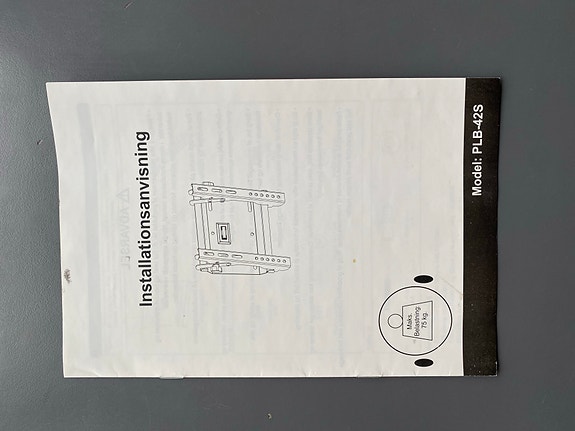 Installationsanvisning
Maks.
Belastning:
75 kg.
Model: PLB-42S